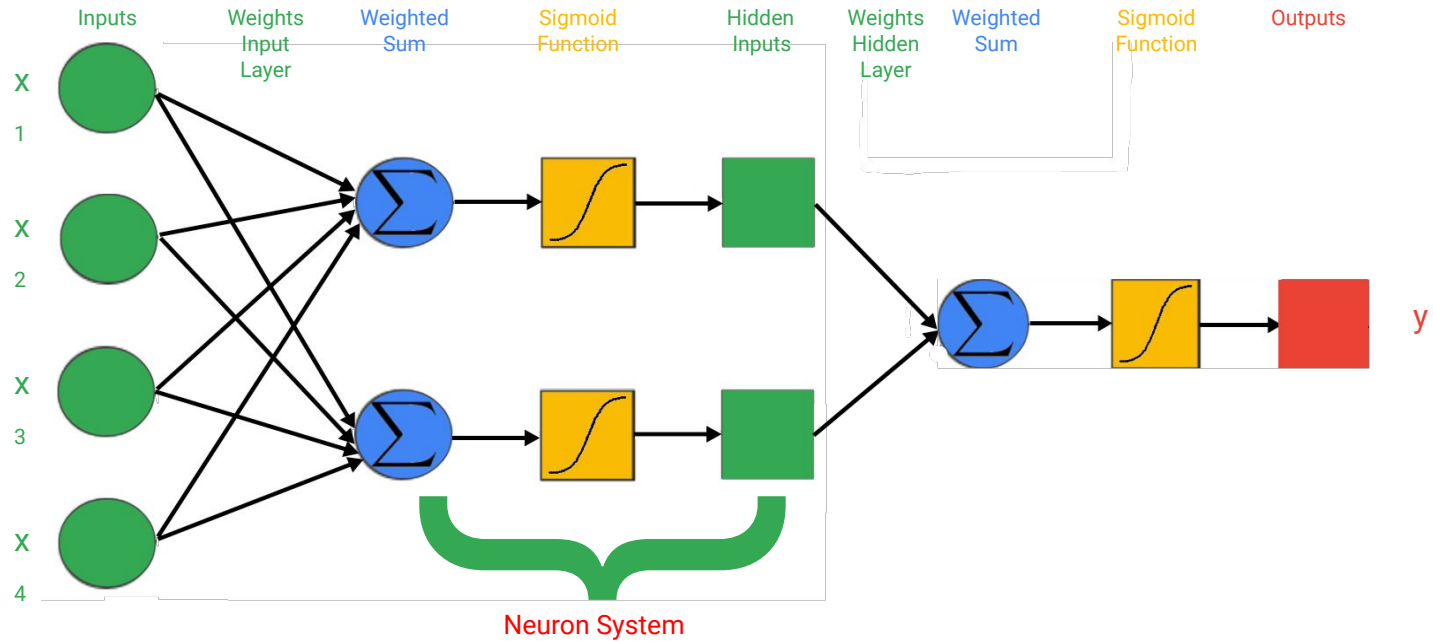 Inputs
Weights
Input
Layer
Weighted
Sum
Sigmoid
Function
Hidden
Inputs
Weights
Hidden
Layer
Weighted
Sum
Sigmoid
Function
Outputs
x
1
x
2
x
3
x
4
Σ
Σ
Σ
y
Neuron System